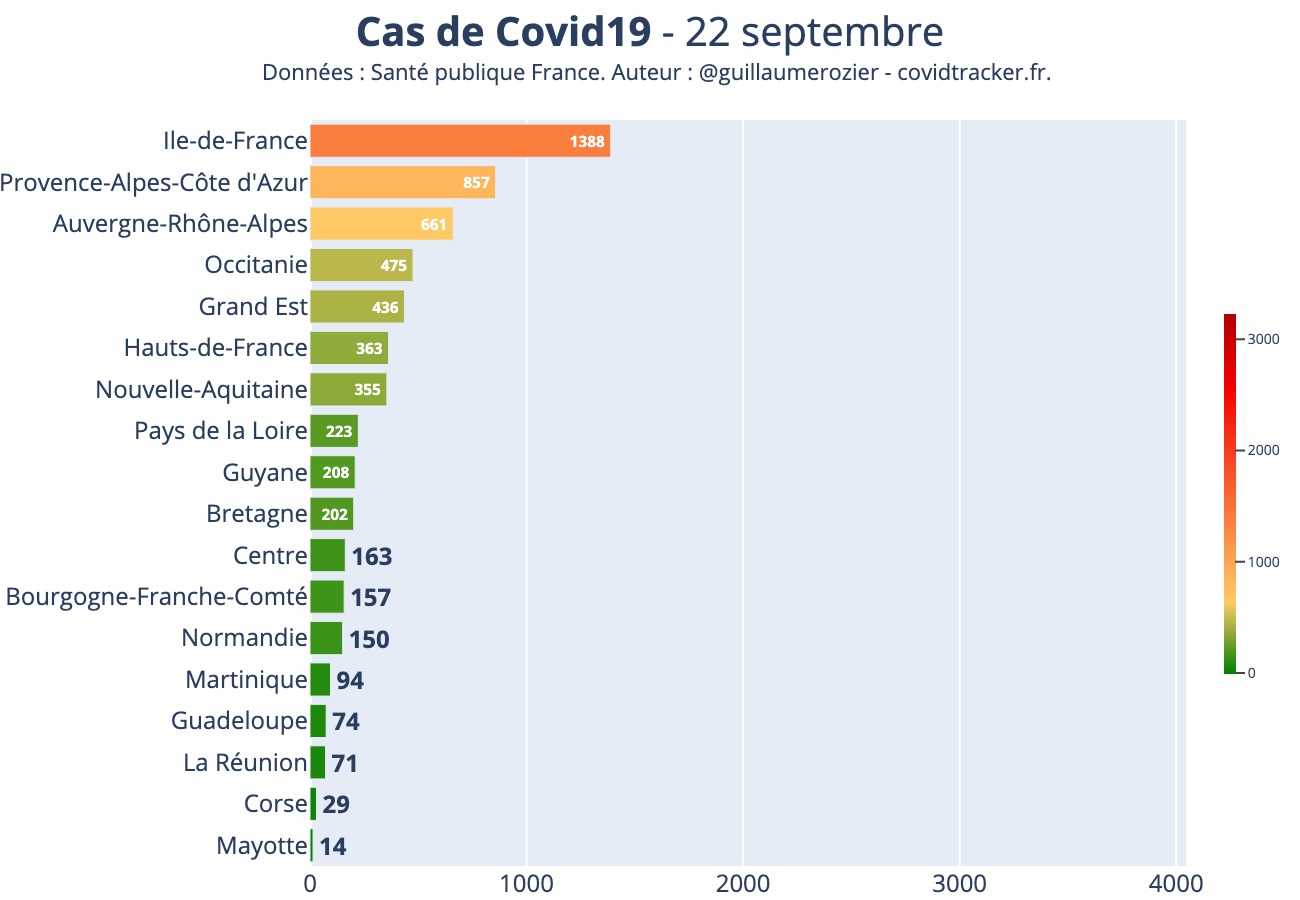 Cas de Covid19 - 22 septembre
Données : Santé publique France. Auteur : @guillaumerozier - covidtracker.fr.
Ile-de-France 1388
Provence-Alpes-Côte d'Azur 857
Auvergne-Rhône-Alpes 661
Occitanie 475
Grand Est 436
Hauts-de-France 363
Nouvelle-Aquitaine 355
Pays de la Loire 223
Guyane 208
Bretagne 202
Centre 163
Bourgogne-Franche-Comté 157
Normandie 150
Martinique 94
Guadeloupe 74
La Réunion 71
Corse 29
Mayotte 14
0 1000 2000 3000 4000
3000
2000
1000
0